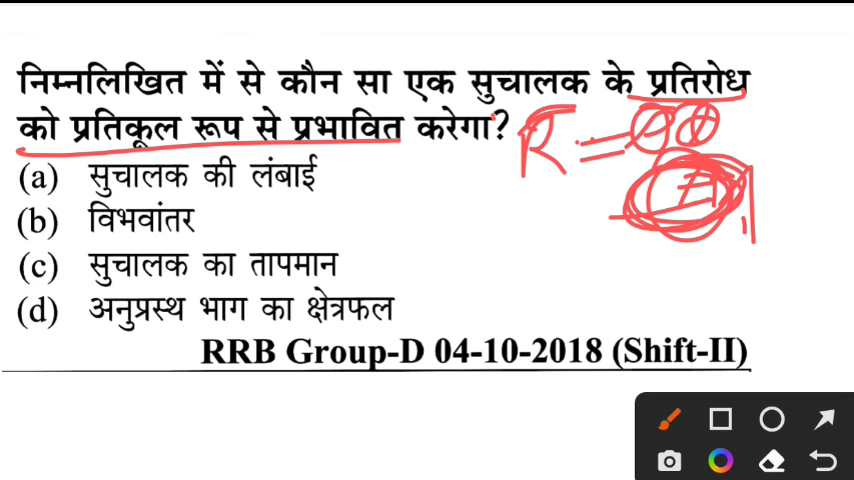 निम्नलिखित में से कौन सा एक सुचालक के प्रतिरोध
को प्रतिकूल रूप से प्रभावित करेगा?
R =
(a) सुचालक की लंबाई
(b) विभवांतर
(c) सुचालक का तापमान
(d) अनुप्रस्थ भाग का क्षेत्रफल
RRB Group-D 04-10-2018 (Shift-II)